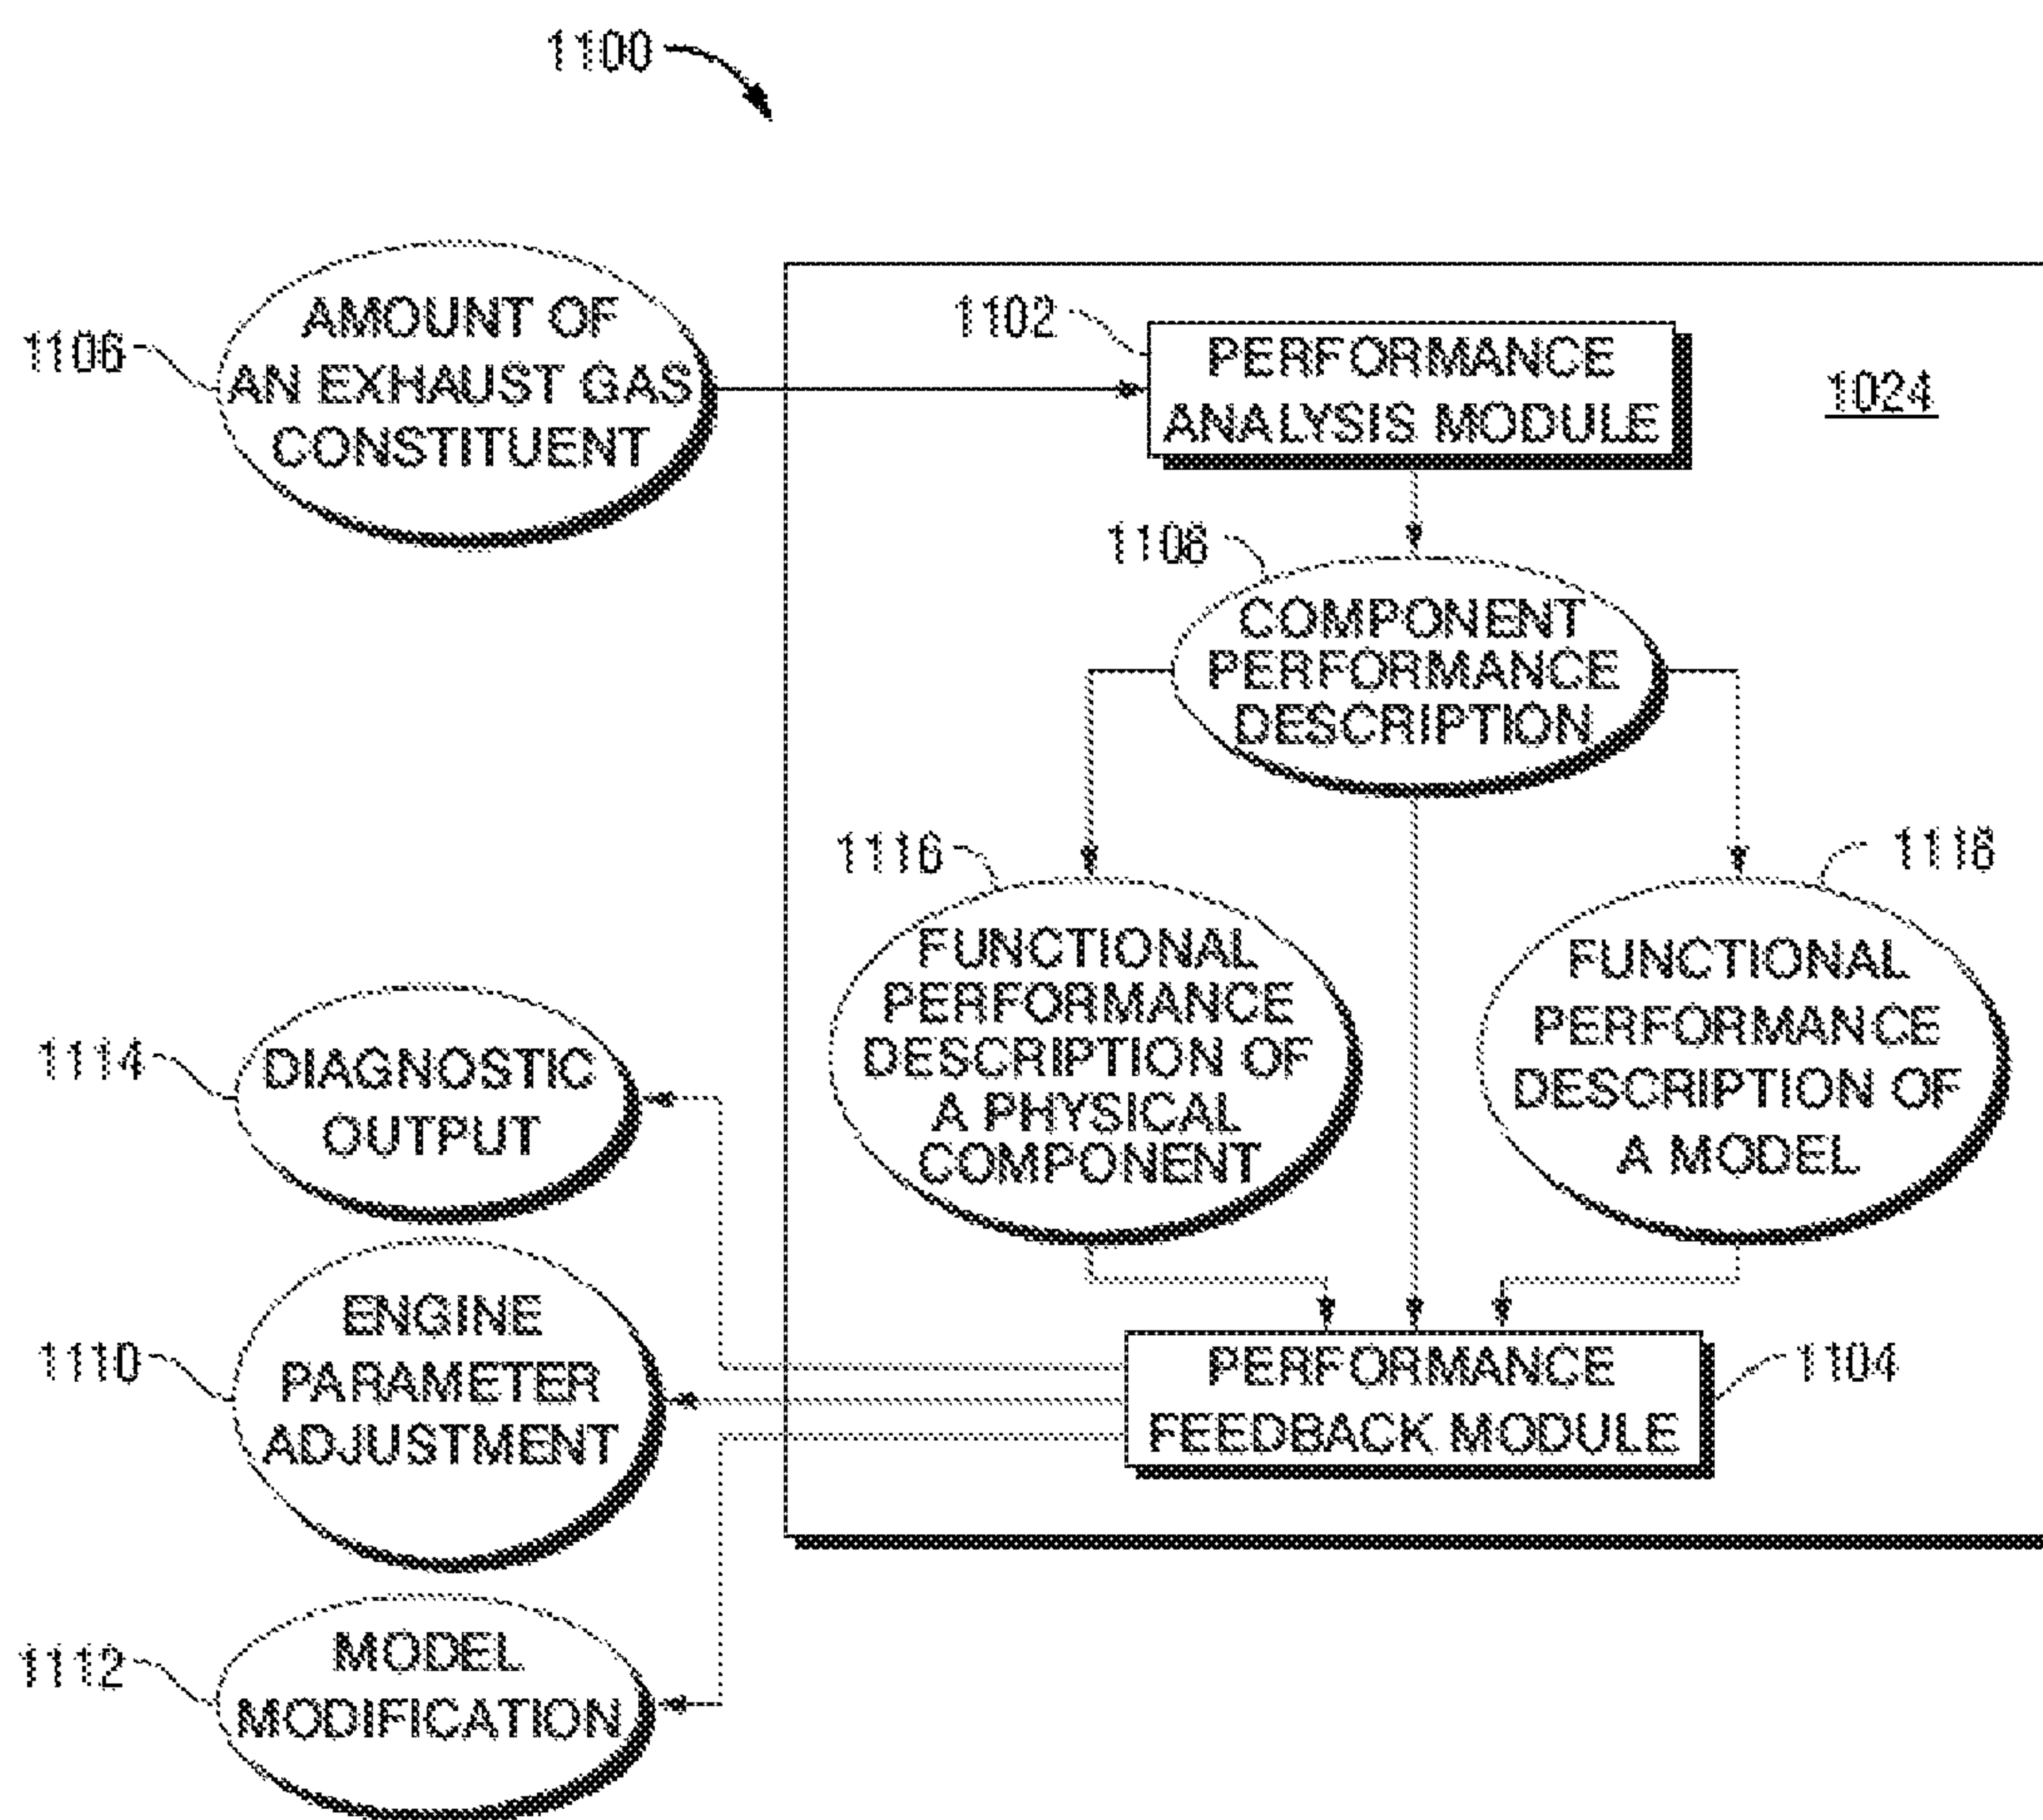 1100
1106
AMOUNT OF
AN EXHAUST GAS
CONSTITUENT
1102
PERFORMANCE
ANALYSIS MODULE
1024
1108
COMPONENT
PERFORMANCE
DESCRIPTION
1116
FUNCTIONAL
PERFORMANCE
DESCRIPTION OF
A PHYSICAL
COMPONENT
1118
FUNCTIONAL
PERFORMANCE
DESCRIPTION OF
A MODEL
1114
DIAGNOSTIC
OUTPUT
1110
ENGINE
PARAMETER
ADJUSTMENT
PERFORMANCE
FEEDBACK MODULE
1104
1112
MODEL
MODIFICATION